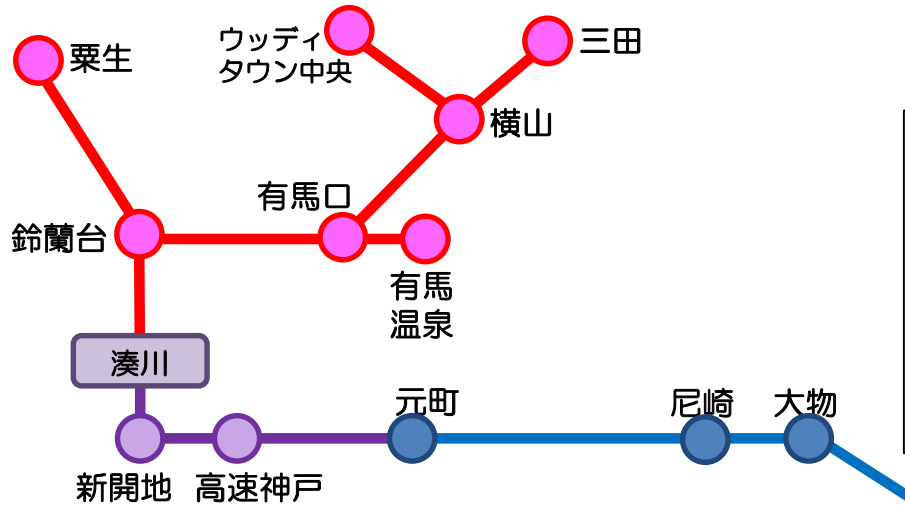 粟生
ウッディ
タウン中央
三田
横山
有馬口
鈴蘭台
有馬
温泉
湊川
元町
尼崎
大物
新開地
高速神戸